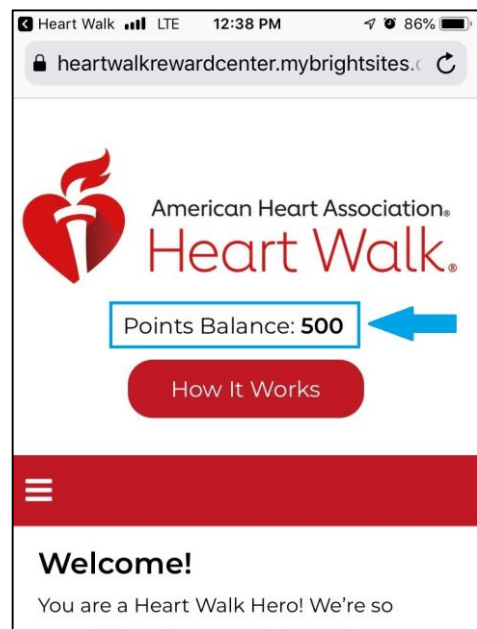 Heart Walk LTE 12:38 PM 86%
heartwalkrewardcenter.mybrightsites.
American Heart Association®
Heart Walk®
Points Balance: 500
How It Works
Welcome!
You are a Heart Walk Hero! We're so